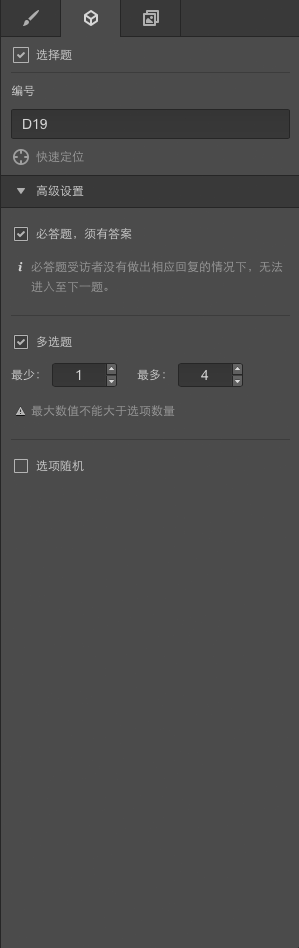 选择题
编号
D19
快速定位
高级设置
必答题，须有答案
必答题受访者没有做出相应回复的情况下，无法
进入至下一题。
多选题
最少： 1 最多： 4
最大数值不能大于选项数量
选项随机